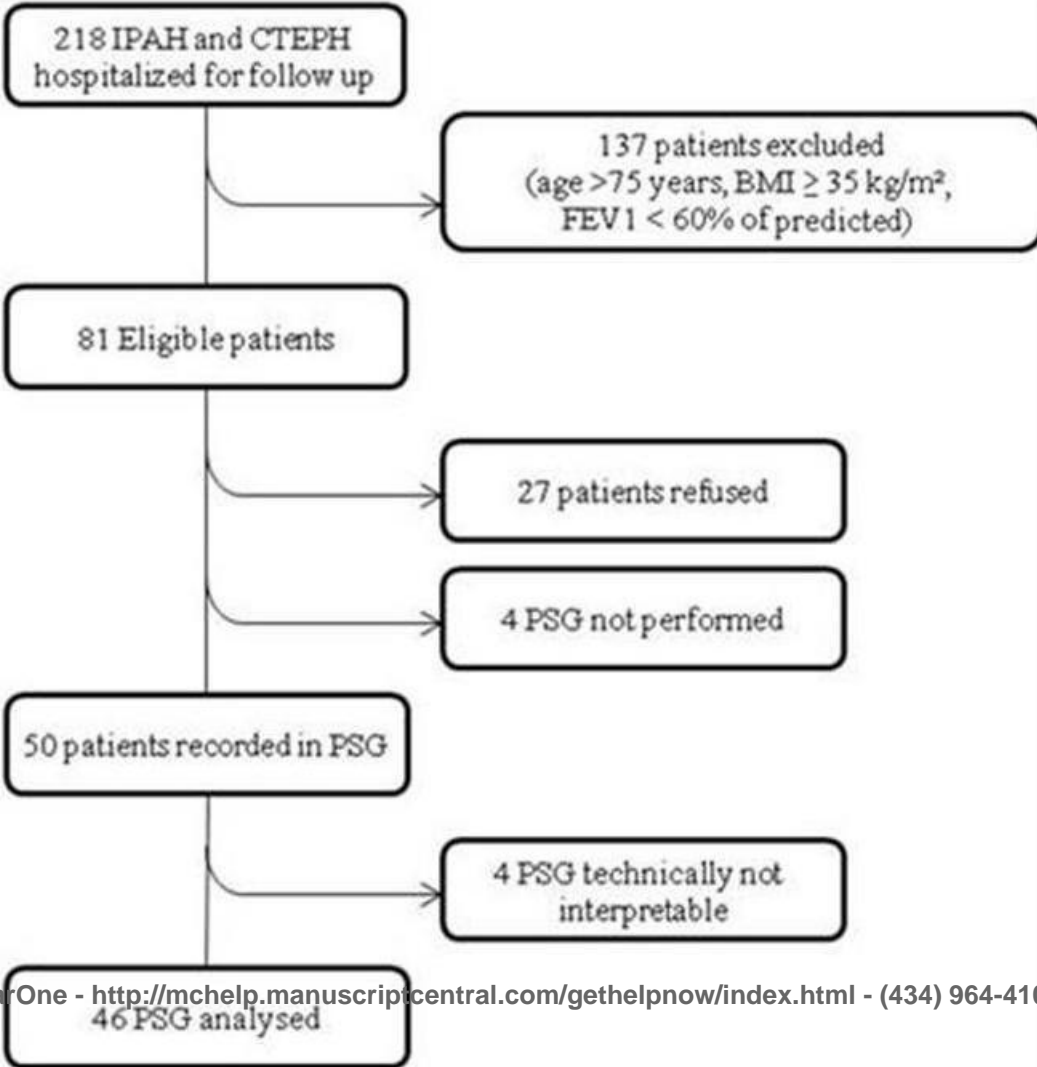 218 IPAH and CTEPH
hospitalized for follow up
137 patients excluded
(age >75 years, BMI ≥ 35 kg/m²,
FEV1 < 60% of predicted)
81 Eligible patients
27 patients refused
4 PSG not performed
50 patients recorded in PSG
4 PSG technically not
interpretable
- http://mchelp.manuscriptcentral.com/gethelpnow/index.html - (434) 964-
46 PSG analysed